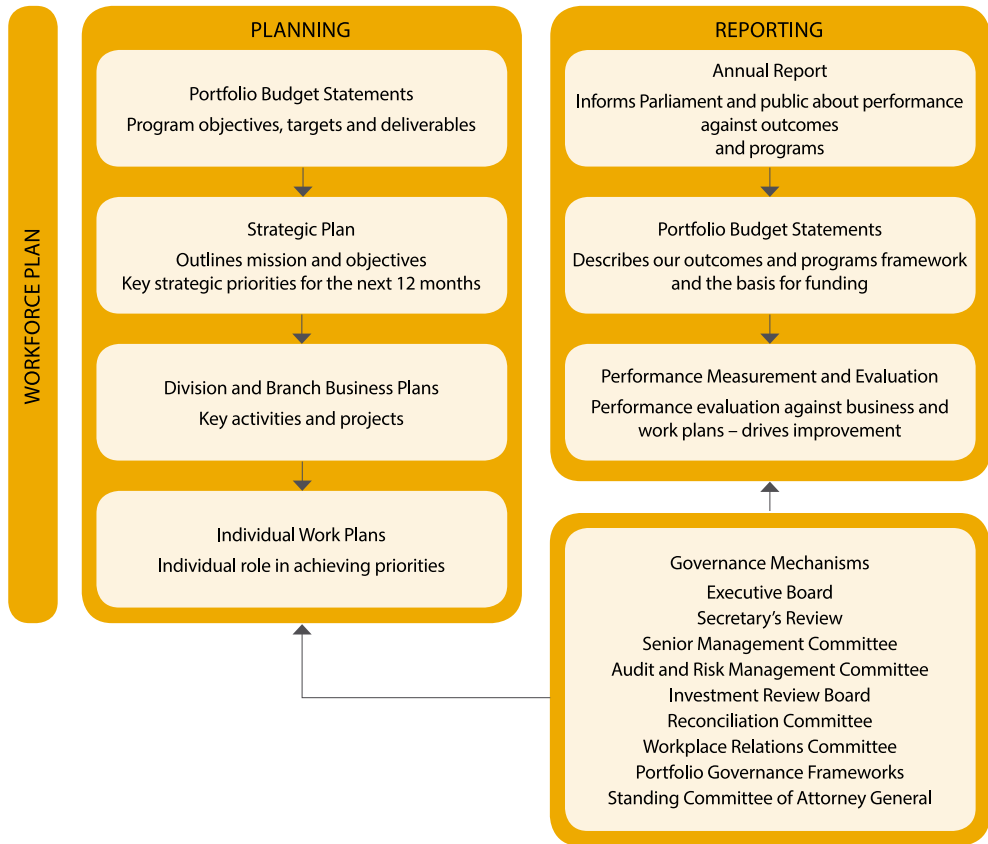 WORKFORCE PLAN
PLANNING
Portfolio Budget Statements
Program objectives, targets and deliverables
Strategic Plan
Outlines mission and objectives
Key strategic priorities for the next 12 months
Division and Branch Business Plans
Key activities and projects
Individual Work Plans
Individual role in achieving priorities
REPORTING
Annual Report
Informs Parliament and public about performance
against outcomes
and programs
Portfolio Budget Statements
Describes our outcomes and programs framework
and the basis for funding
Performance Measurement and Evaluation
Performance evaluation against business and
work plans – drives improvement
Governance Mechanisms
Executive Board
Secretary’s Review
Senior Management Committee
Audit and Risk Management Committee
Investment Review Board
Reconciliation Committee
Workplace Relations Committee
Portfolio Governance Frameworks
Standing Committee of Attorney General